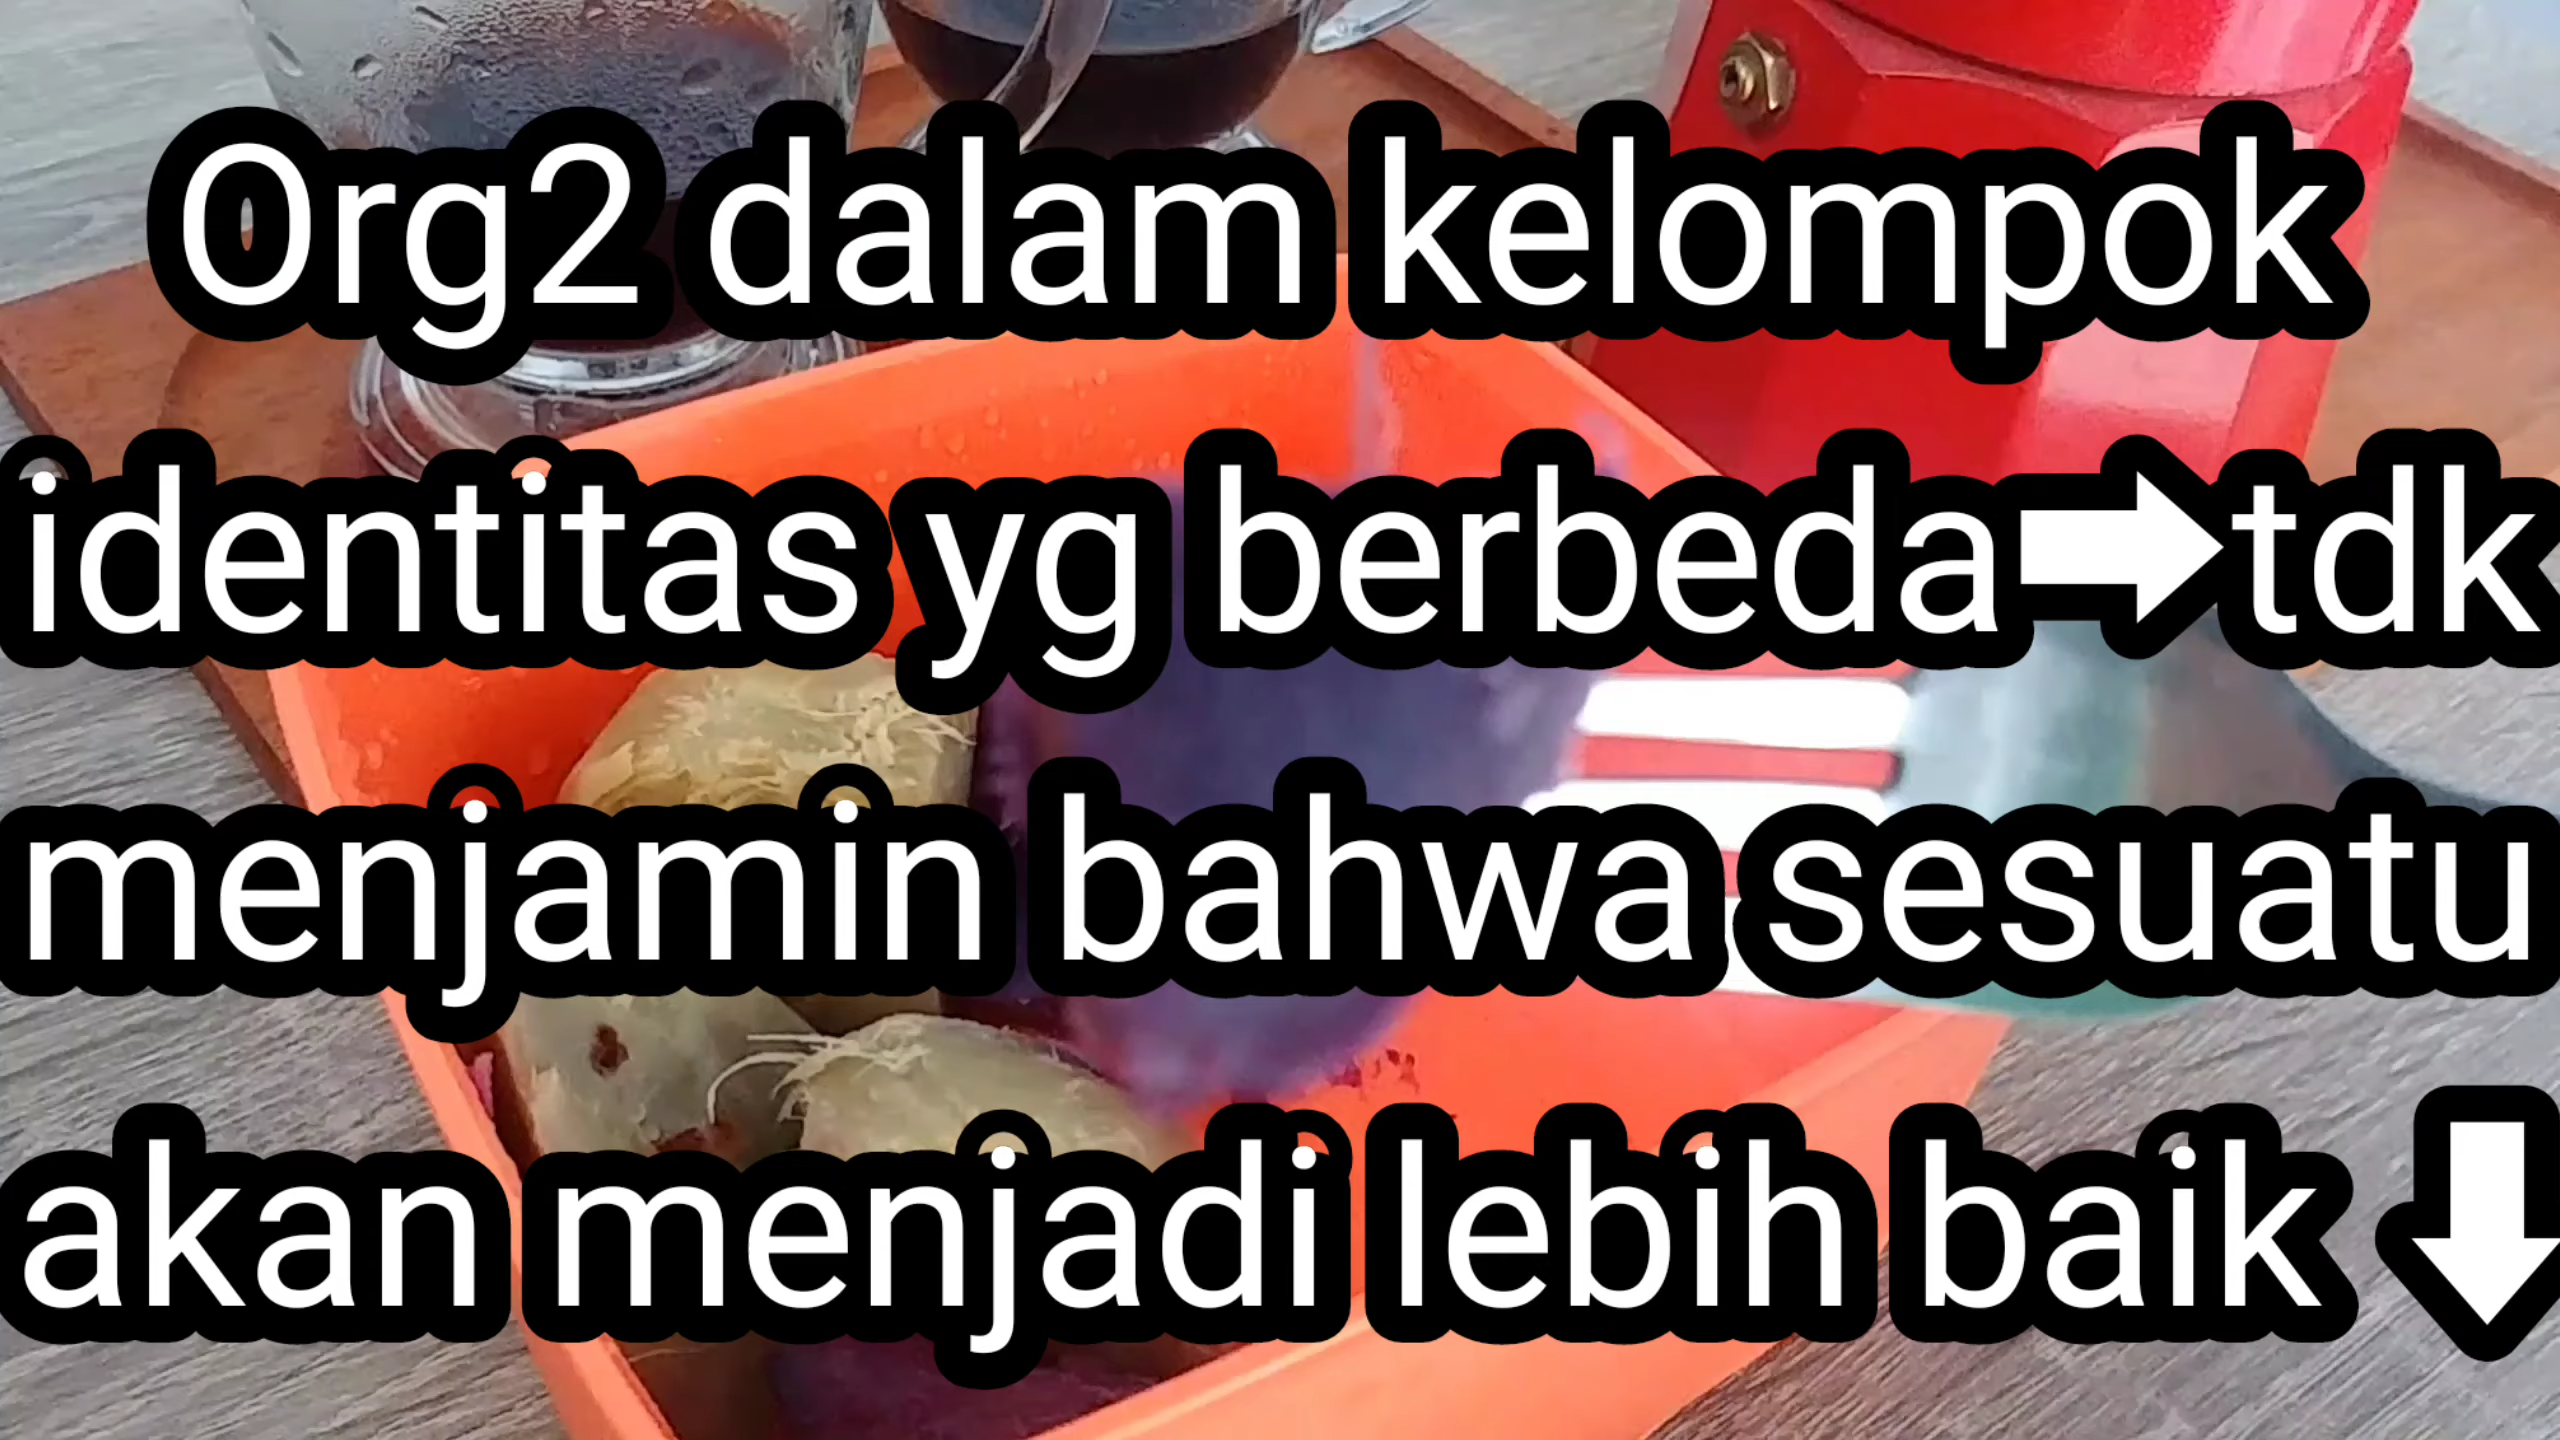 Org2 dalam kelompok
identitas yg berbeda➡tdk
menjamin bahwa sesuatu
akan menjadi lebih baik ⬇